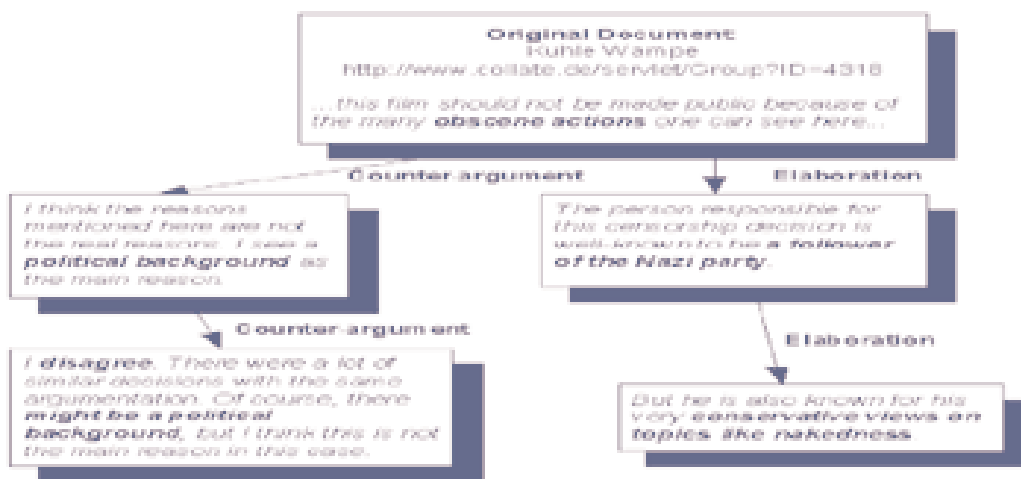 Original Document
Kuhle Wampe
http://www.collate.de/servlet/Group?ID=4318
...this film should not be made public because of
the many obscene actions one can see here...
Counter-argument
Elaboration
I think the reasons
mentioned here are not
the real reasons. I see a
political background as
the main reason.
The person responsible for
this censorship decision is
well-known to be a follower
of the Nazi party.
Counter-argument
Elaboration
I disagree. There were a lot of
similar decisions with the same
argumentation. Of course, there
might be a political
background, but I think this is not
the main reason in this case.
But he is also known for his
very conservative views on
topics like nakedness